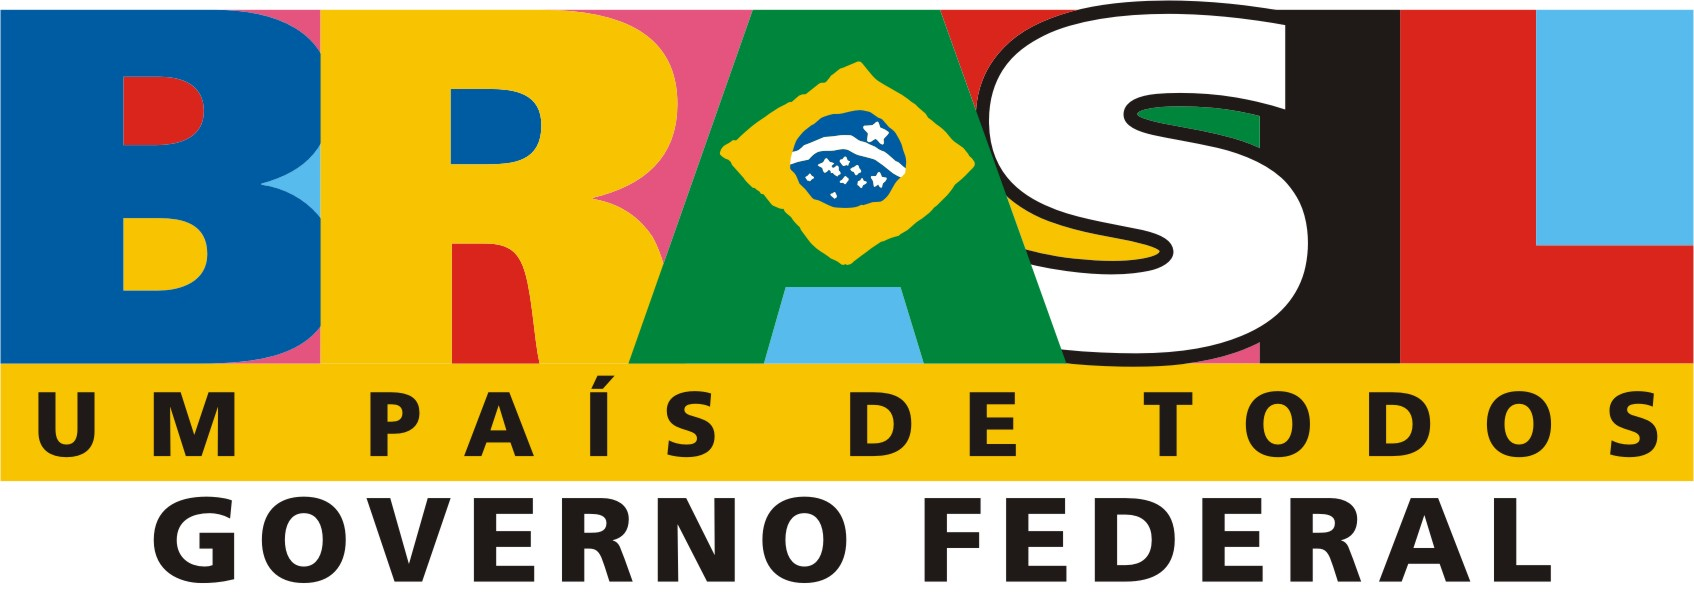 BRASIL
UM PAÍS DE TODOS
GOVERNO FEDERAL